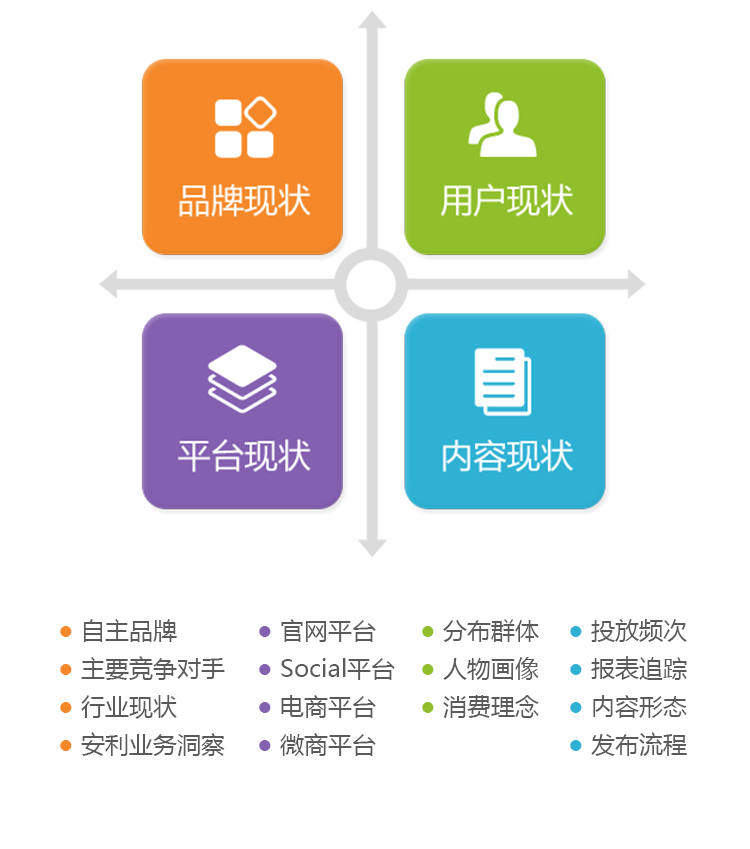 品牌现状
用户现状
平台现状
内容现状
自主品牌
主要竞争对手
行业现状
安利业务洞察
官网平台
Social平台
电商平台
微商平台
分布群体
人物画像
消费理念
投放频次
报表追踪
内容形态
发布流程